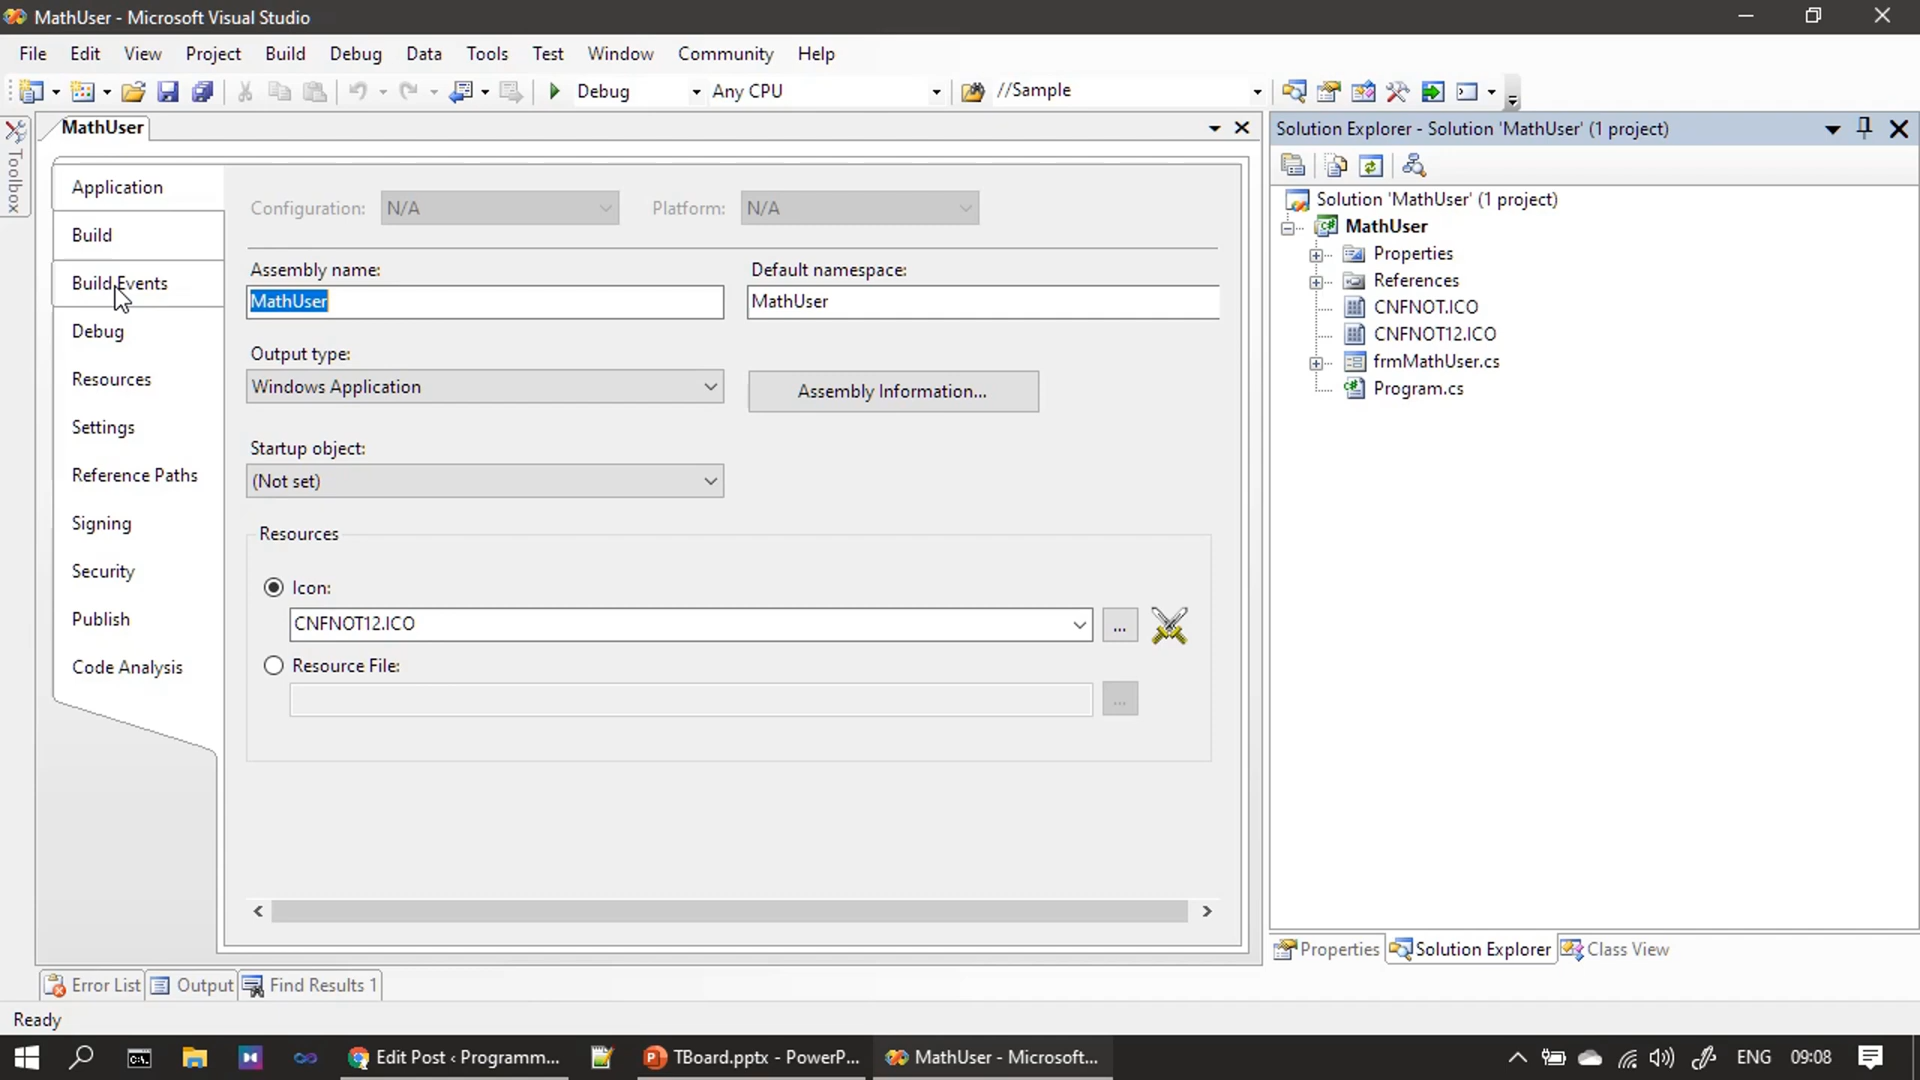 MathUser - Microsoft Visual Studio
File Edit View Project Build Debug Data Tools Test Window Community Help
Debug Any CPU //Sample
Toolbox
MathUser
Application
Build
Build Events
Debug
Resources
Settings
Reference Paths
Signing
Security
Publish
Code Analysis
Configuration: N/A Platform: N/A
Assembly name: Default namespace:
MathUser MathUser
Output type:
Windows Application Assembly Information...
Startup object:
(Not set)
Resources
Icon:
CNFNOT12.ICO ...
Resource File:
...
Solution Explorer - Solution 'MathUser' (1 project)
Solution 'MathUser' (1 project)
MathUser
Properties
References
CNFNOT.ICO
CNFNOT12.ICO
frmMathUser.cs
Program.cs
Properties Solution Explorer Class View
Error List Output Find Results 1
Ready
Edit Post ‹ Programm... TBoard.pptx - PowerP... MathUser - Microsoft... ENG 09:08